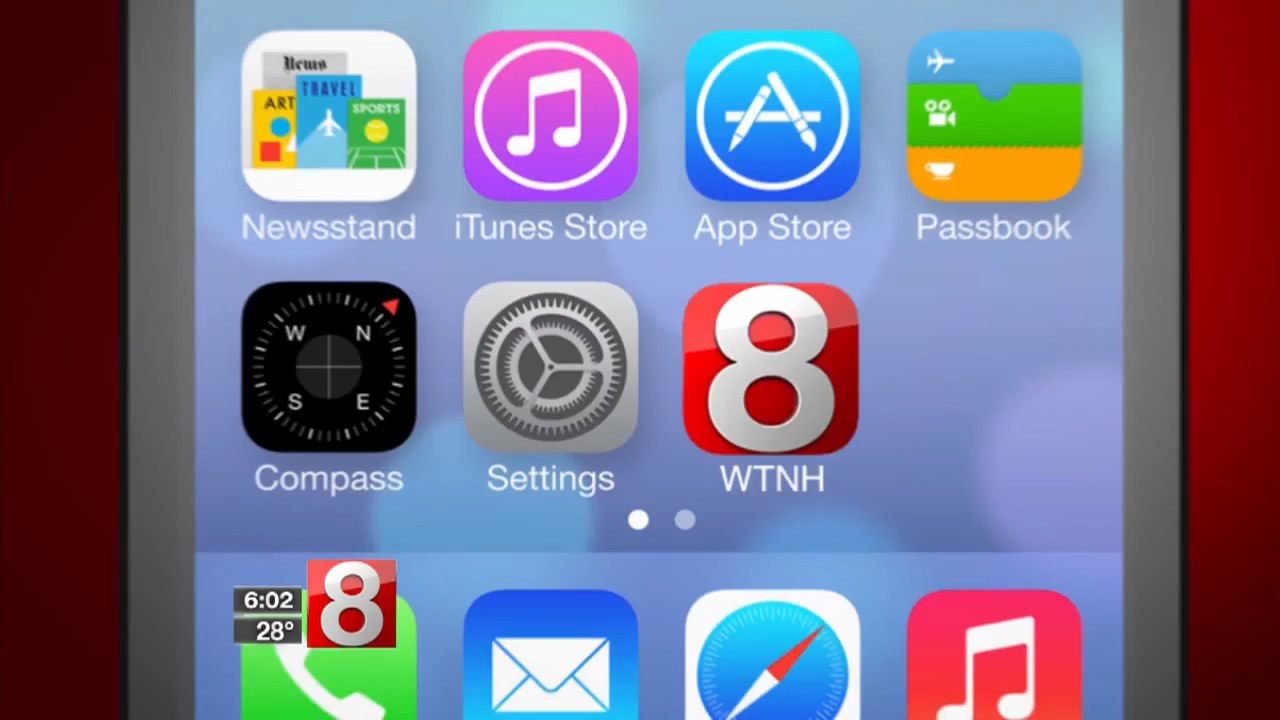 News
TRAVEL
ART
SPORTS
Newsstand
iTunes Store
App Store
Passbook
W N
S E
8
Compass
Settings
WTNH
6:02
28°
8